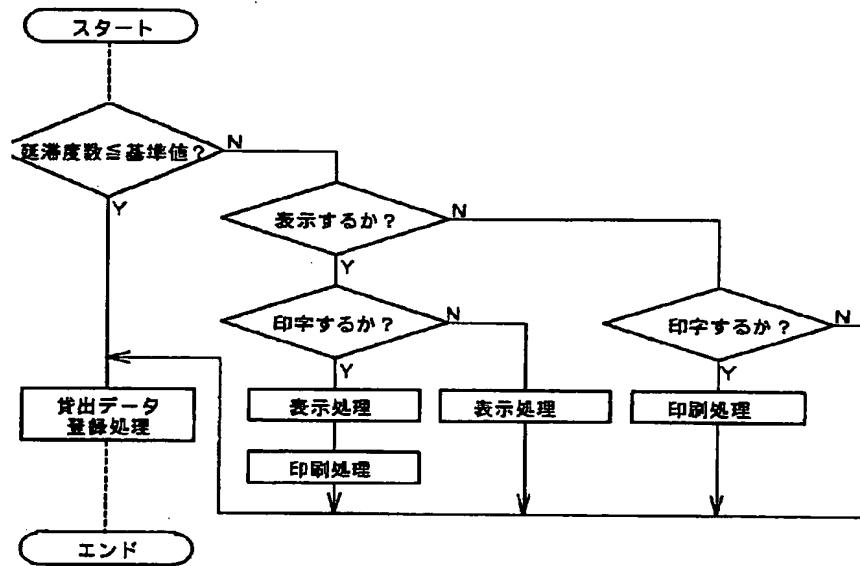 スタート
延滞度数≦基準値？
N
Y
表示するか？
N
Y
印字するか？
N
Y
印字するか？
N
Y
貸出データ
登録処理
表示処理
表示処理
印刷処理
印刷処理
エンド